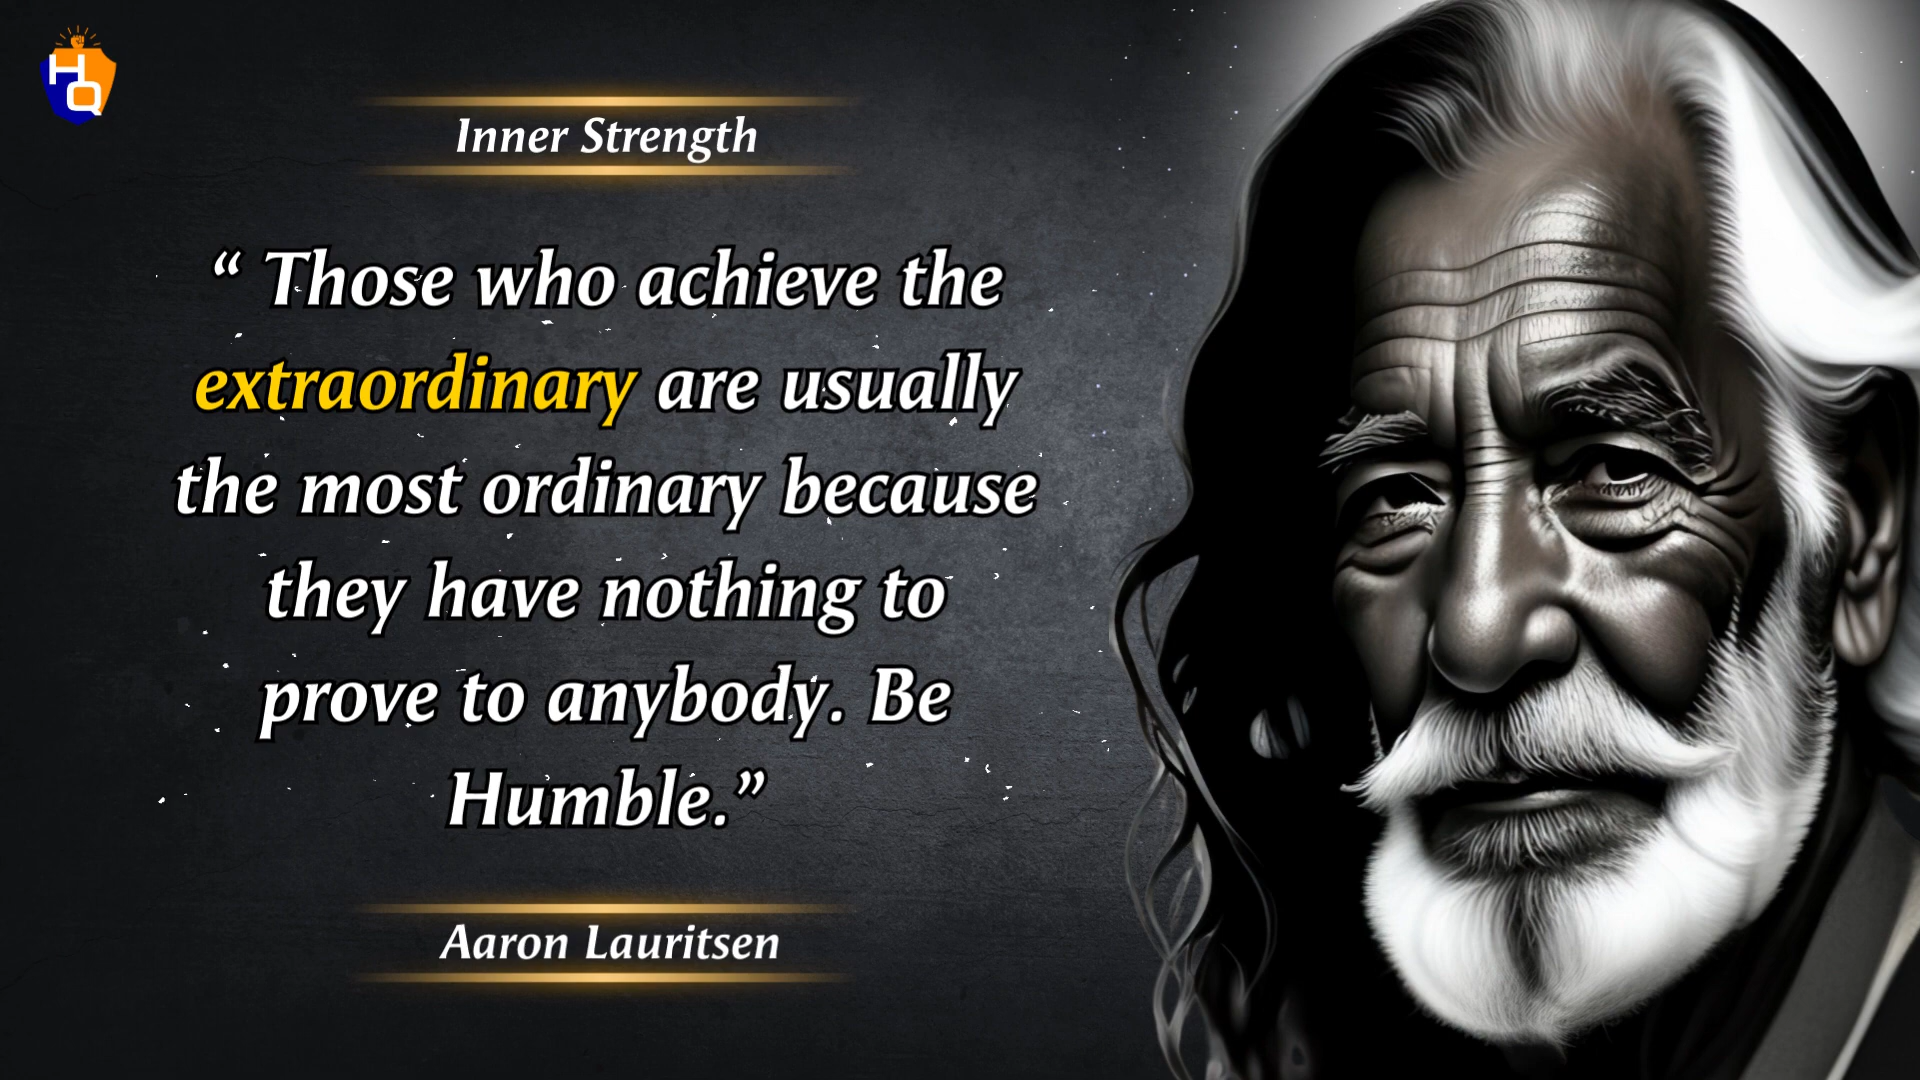 HQ
Inner Strength
“ Those who achieve the
extraordinary are usually
the most ordinary because
they have nothing to
prove to anybody. Be
Humble.”
Aaron Lauritsen